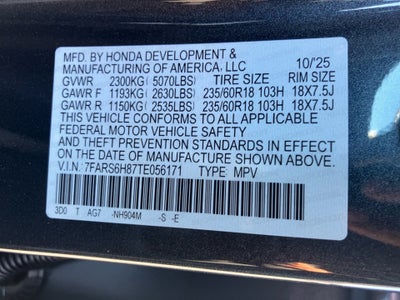 MFD. BY HONDA DEVELOPMENT &
MANUFACTURING OF AMERICA, LLC 10/'25
GVWR 2300KG ( 5070LBS) TIRE SIZE RIM SIZE
GAWR F 1193KG ( 2630LBS) 235/60R18 103H 18X7.5J
GAWR R 1150KG ( 2535LBS) 235/60R18 103H 18X7.5J
THIS VEHICLE CONFORMS TO ALL APPLICABLE
FEDERAL MOTOR VEHICLE SAFETY
AND THEFT PREVENTION STANDARDS IN EFFECT
ON THE DATE OF MANUFACTURE SHOWN ABOVE.
V.I.N.: 7FARS6H87TE056171 TYPE: MPV
3D0 T AG7 -NH904M -S -E